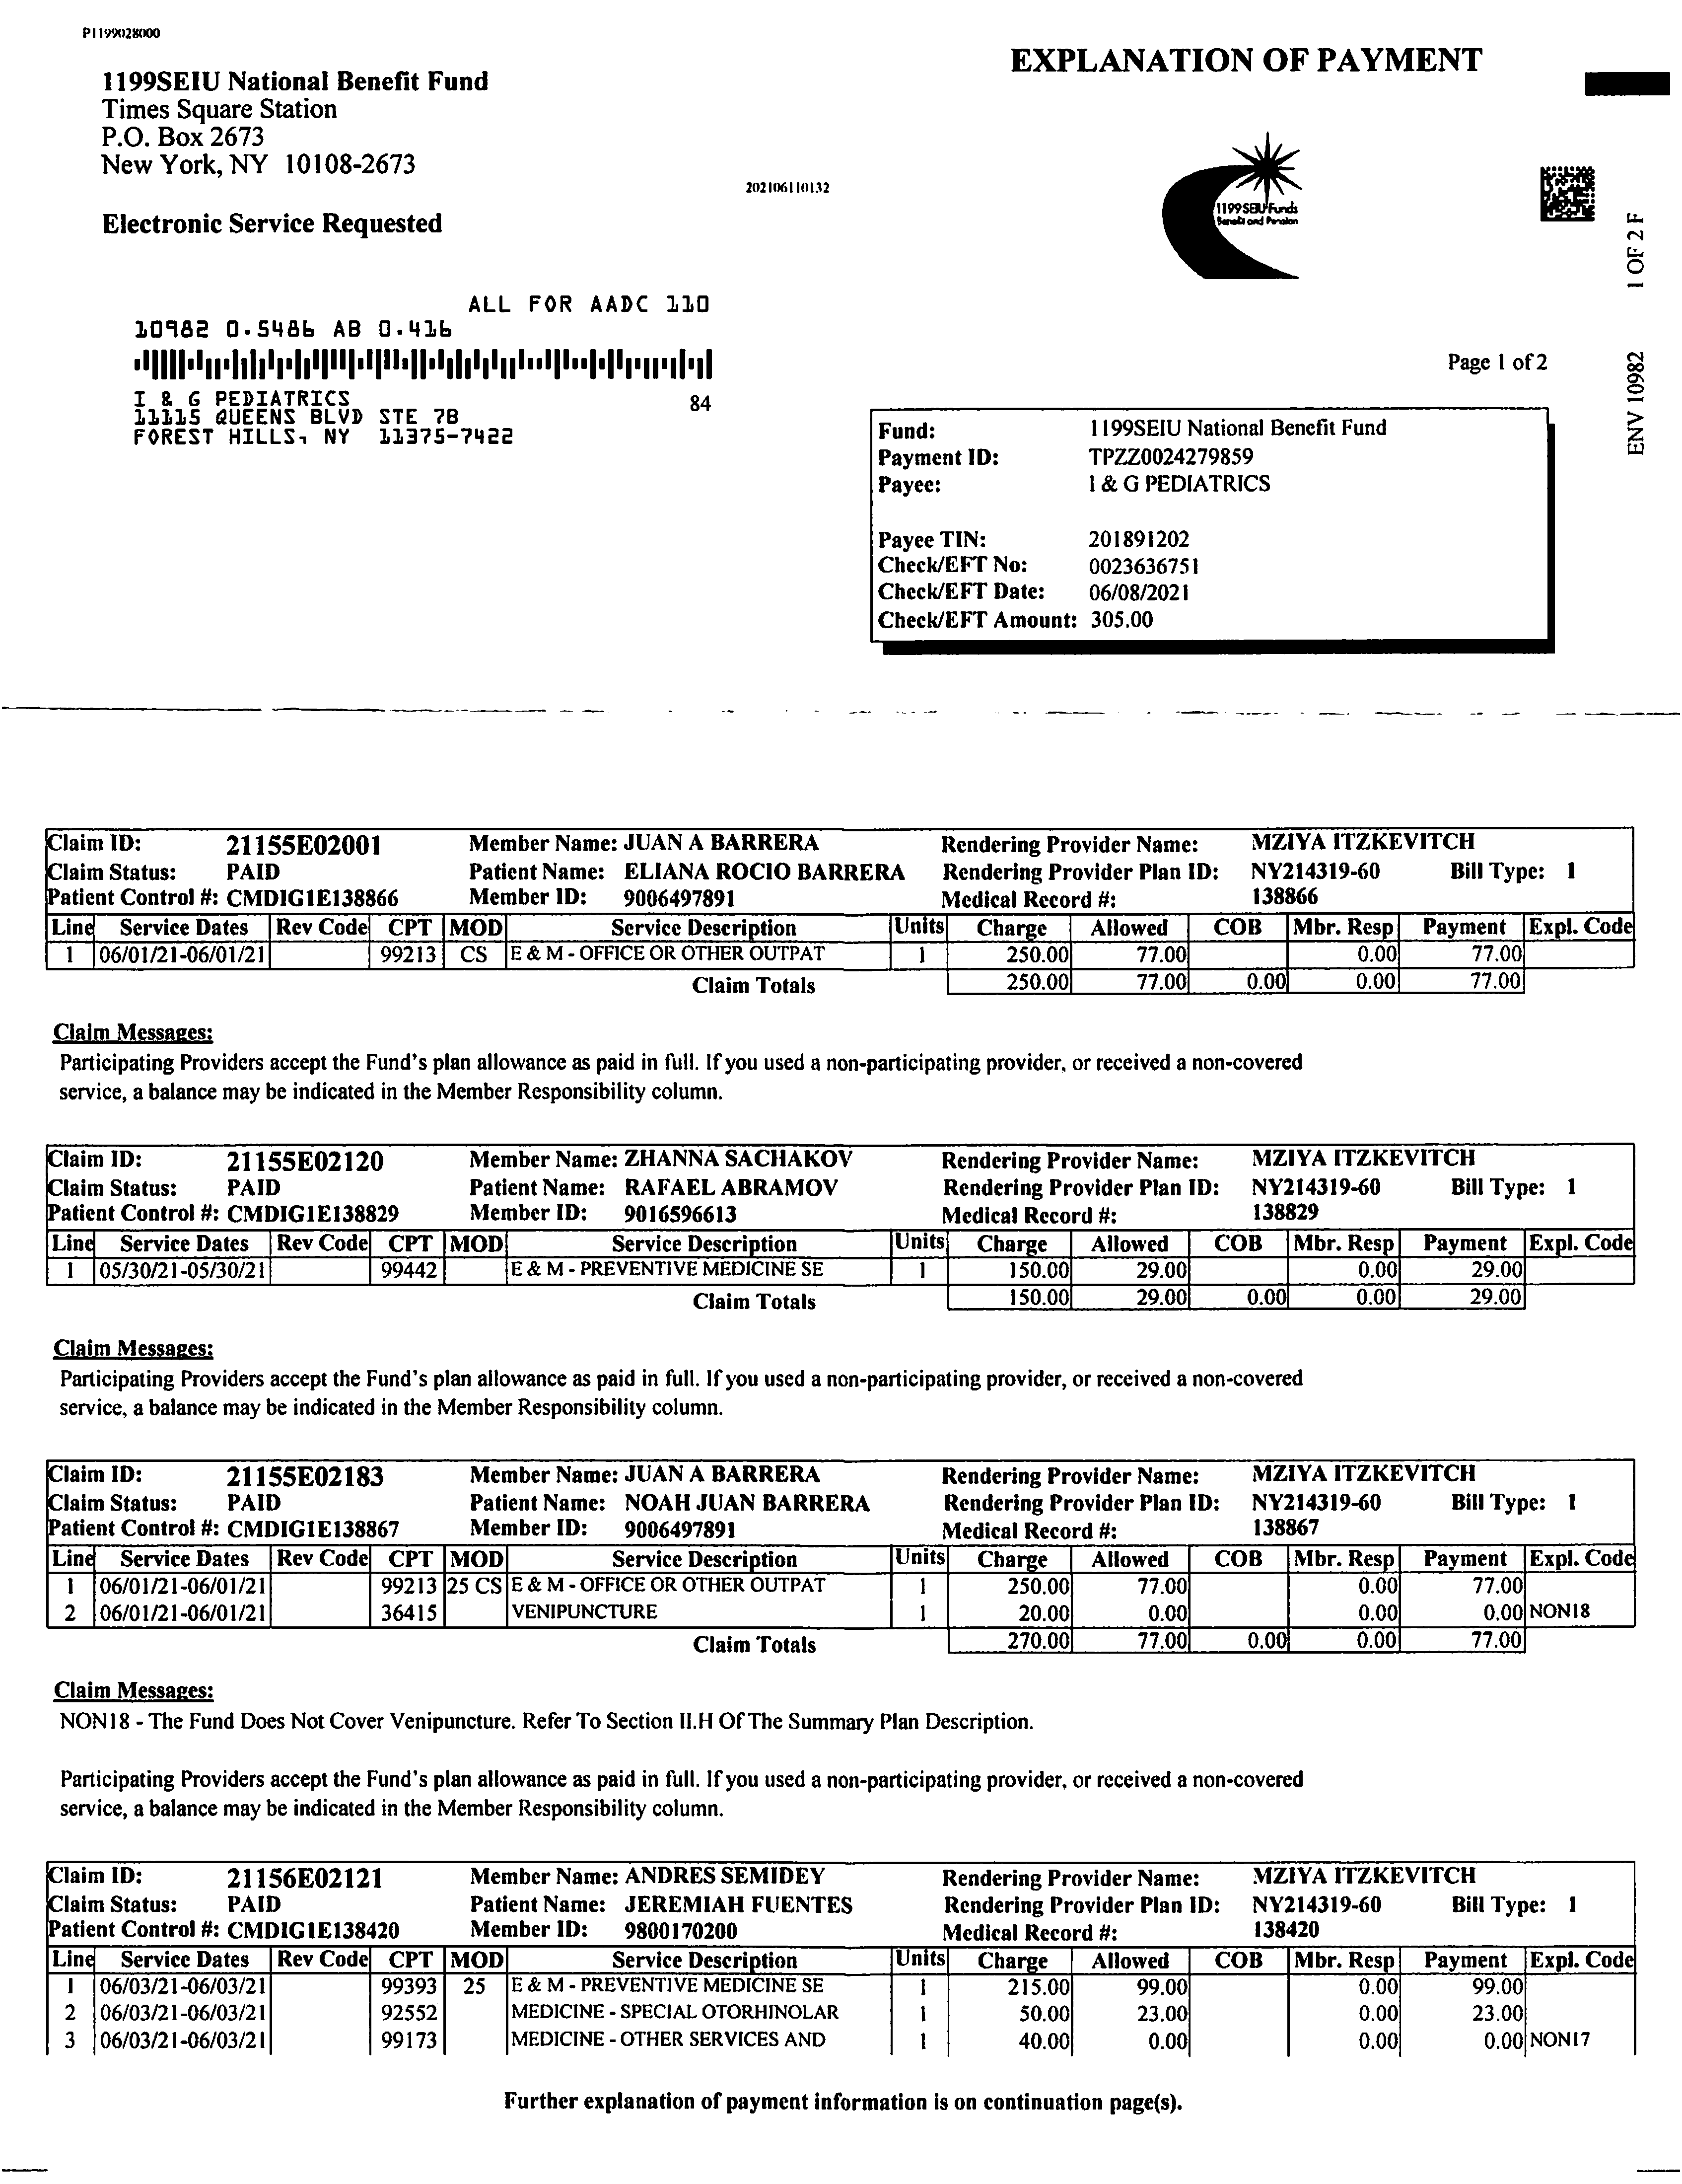 P1199028000
EXPLANATION OF PAYMENT
1199SEIU National Benefit Fund
Times Square Station
P.O. Box 2673
New York, NY 10108-2673
202106110132
1199SEIU Funds
Benefit and Pension
Electronic Service Requested
1 OF 2 F
ENV 10982
ALL FOR AADC 110
10982 0.5486 AB 0.416
I & G PEDIATRICS 84
11115 QUEENS BLVD STE 7B
FOREST HILLS, NY 11375-7422
Page 1 of 2
Fund: 1199SEIU National Benefit Fund
Payment ID: TPZZ0024279859
Payee: I & G PEDIATRICS
Payee TIN: 201891202
Check/EFT No: 0023636751
Check/EFT Date: 06/08/2021
Check/EFT Amount: 305.00
Claim ID: 21155E02001 Member Name: JUAN A BARRERA Rendering Provider Name: MZIYA ITZKEVITCH
Claim Status: PAID Patient Name: ELIANA ROCIO BARRERA Rendering Provider Plan ID: NY214319-60 Bill Type: 1
Patient Control #: CMDIG1E138866 Member ID: 9006497891 Medical Record #: 138866
Line Service Dates Rev Code CPT MOD Service Description Units Charge Allowed COB Mbr. Resp Payment Expl. Code
1 06/01/21-06/01/21 99213 CS E & M - OFFICE OR OTHER OUTPAT 1 250.00 77.00 0.00 77.00
Claim Totals 250.00 77.00 0.00 0.00 77.00
Claim Messages:
Participating Providers accept the Fund's plan allowance as paid in full. If you used a non-participating provider, or received a non-covered
service, a balance may be indicated in the Member Responsibility column.
Claim ID: 21155E02120 Member Name: ZHANNA SACHAKOV Rendering Provider Name: MZIYA ITZKEVITCH
Claim Status: PAID Patient Name: RAFAEL ABRAMOV Rendering Provider Plan ID: NY214319-60 Bill Type: 1
Patient Control #: CMDIG1E138829 Member ID: 9016596613 Medical Record #: 138829
Line Service Dates Rev Code CPT MOD Service Description Units Charge Allowed COB Mbr. Resp Payment Expl. Code
1 05/30/21-05/30/21 99442 E & M - PREVENTIVE MEDICINE SE 1 150.00 29.00 0.00 29.00
Claim Totals 150.00 29.00 0.00 0.00 29.00
Claim Messages:
Participating Providers accept the Fund's plan allowance as paid in full. If you used a non-participating provider, or received a non-covered
service, a balance may be indicated in the Member Responsibility column.
Claim ID: 21155E02183 Member Name: JUAN A BARRERA Rendering Provider Name: MZIYA ITZKEVITCH
Claim Status: PAID Patient Name: NOAH JUAN BARRERA Rendering Provider Plan ID: NY214319-60 Bill Type: 1
Patient Control #: CMDIG1E138867 Member ID: 9006497891 Medical Record #: 138867
Line Service Dates Rev Code CPT MOD Service Description Units Charge Allowed COB Mbr. Resp Payment Expl. Code
1 06/01/21-06/01/21 99213 25 CS E & M - OFFICE OR OTHER OUTPAT 1 250.00 77.00 0.00 77.00
2 06/01/21-06/01/21 36415 VENIPUNCTURE 1 20.00 0.00 0.00 0.00 NON18
Claim Totals 270.00 77.00 0.00 0.00 77.00
Claim Messages:
NON18 - The Fund Does Not Cover Venipuncture. Refer To Section II.H Of The Summary Plan Description.
Participating Providers accept the Fund's plan allowance as paid in full. If you used a non-participating provider, or received a non-covered
service, a balance may be indicated in the Member Responsibility column.
Claim ID: 21156E02121 Member Name: ANDRES SEMIDEY Rendering Provider Name: MZIYA ITZKEVITCH
Claim Status: PAID Patient Name: JEREMIAH FUENTES Rendering Provider Plan ID: NY214319-60 Bill Type: 1
Patient Control #: CMDIG1E138420 Member ID: 9800170200 Medical Record #: 138420
Line Service Dates Rev Code CPT MOD Service Description Units Charge Allowed COB Mbr. Resp Payment Expl. Code
1 06/03/21-06/03/21 99393 25 E & M - PREVENTIVE MEDICINE SE 1 215.00 99.00 0.00 99.00
2 06/03/21-06/03/21 92552 MEDICINE - SPECIAL OTORHINOLAR 1 50.00 23.00 0.00 23.00
3 06/03/21-06/03/21 99173 MEDICINE - OTHER SERVICES AND 1 40.00 0.00 0.00 0.00 NON17
Further explanation of payment information is on continuation page(s).